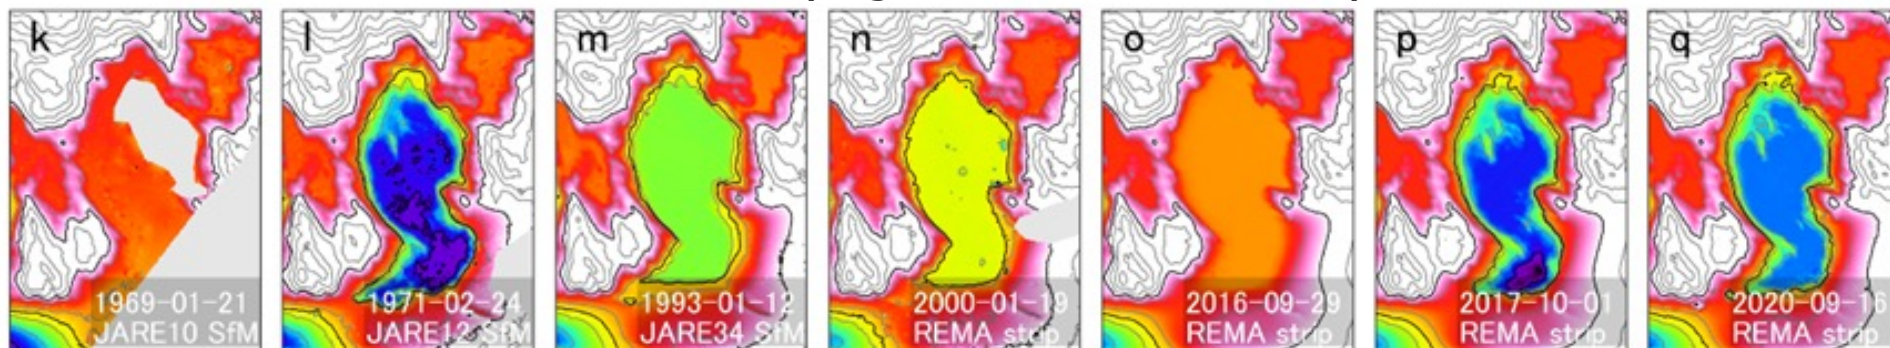 k
1969-01-21
JARE10 SfM
l
1971-02-24
JARE12 SfM
m
1993-01-12
JARE34 SfM
n
2000-01-19
REMA strip
o
2016-09-29
REMA strip
p
2017-10-01
REMA strip
q
2020-09-16
REMA strip